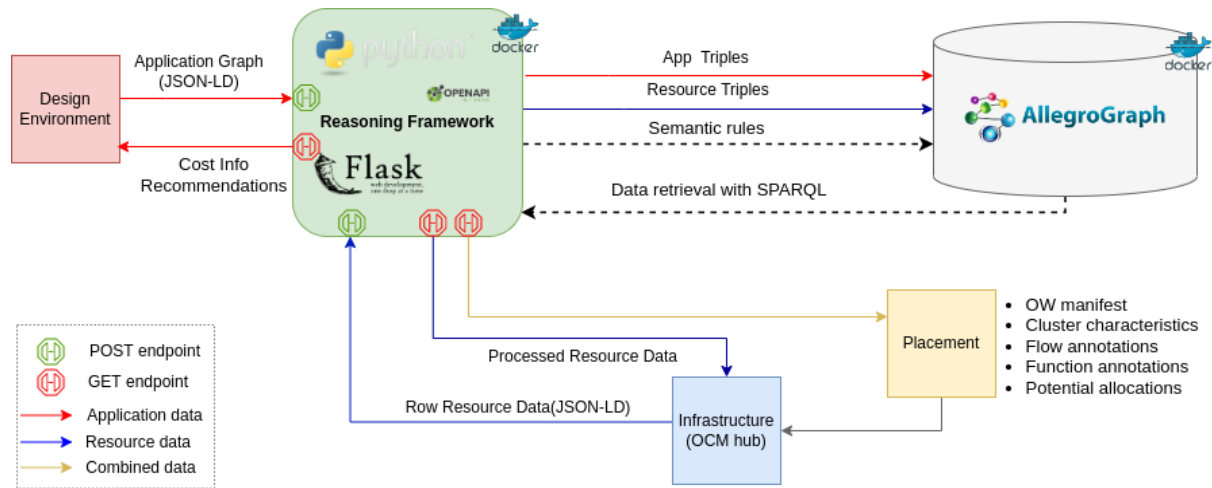 Design
Environment
Application Graph
(JSON-LD)
Cost Info
Recommendations
python
docker
OPENAPI
Reasoning Framework
Flask
web development,
one drop at a time
App Triples
Resource Triples
Semantic rules
Data retrieval with SPARQL
docker
AllegroGraph
Placement
OW manifest
Cluster characteristics
Flow annotations
Function annotations
Potential allocations
Processed Resource Data
Row Resource Data(JSON-LD)
Infrastructure
(OCM hub)
POST endpoint
GET endpoint
Application data
Resource data
Combined data